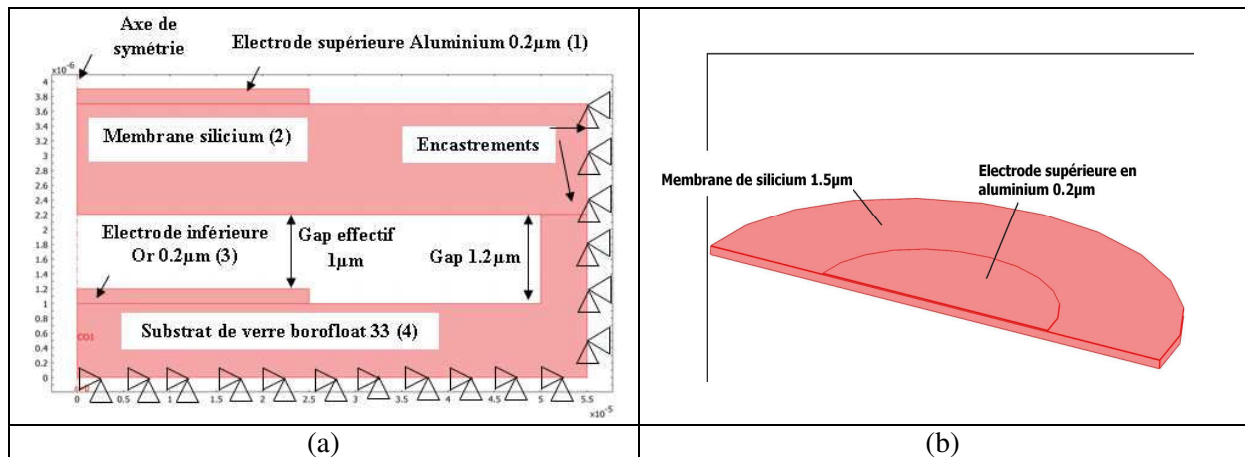 Axe de
symétrie
Electrode supérieure Aluminium 0.2µm (1)
×10⁻⁶
4
3.8
3.6
3.4
3.2
3
2.8
2.6
2.4
2.2
2
1.8
1.6
1.4
1.2
1
0.8
0.6
0.4
0.2
0
Membrane silicium (2)
Encastrements
Electrode inférieure
Or 0.2µm (3)
Gap effectif
1µm
Gap 1.2µm
Substrat de verre borofloat 33 (4)
CO1
0
0.5
1
1.5
2
2.5
3
3.5
4
4.5
5
5.5
×10⁻⁵
(a)
Membrane de silicium 1.5µm
Electrode supérieure en
aluminium 0.2µm
(b)